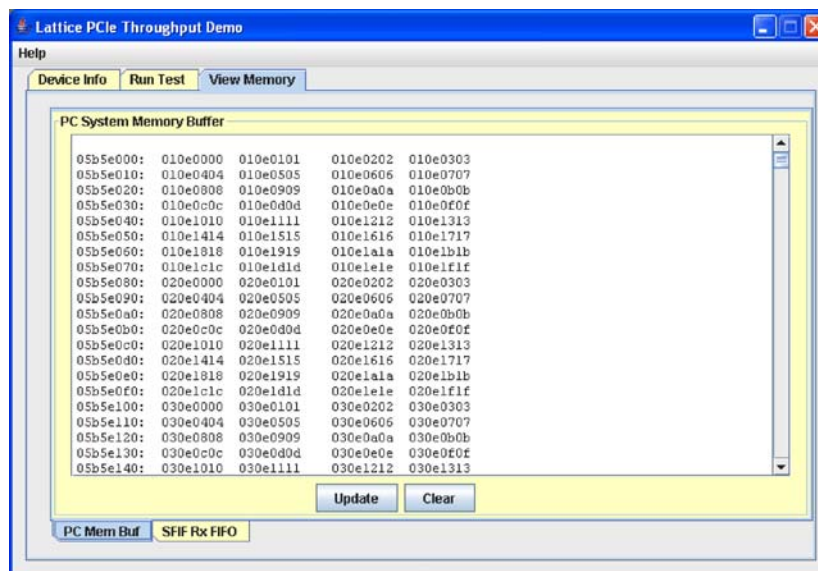 Lattice PCIe Throughput Demo
Help
Device Info Run Test View Memory
PC System Memory Buffer
05b5e000: 010e0000 010e0101 010e0202 010e0303
05b5e010: 010e0404 010e0505 010e0606 010e0707
05b5e020: 010e0808 010e0909 010e0a0a 010e0b0b
05b5e030: 010e0c0c 010e0d0d 010e0e0e 010e0f0f
05b5e040: 010e1010 010e1111 010e1212 010e1313
05b5e050: 010e1414 010e1515 010e1616 010e1717
05b5e060: 010e1818 010e1919 010e1a1a 010e1b1b
05b5e070: 010e1c1c 010e1d1d 010e1e1e 010e1f1f
05b5e080: 020e0000 020e0101 020e0202 020e0303
05b5e090: 020e0404 020e0505 020e0606 020e0707
05b5e0a0: 020e0808 020e0909 020e0a0a 020e0b0b
05b5e0b0: 020e0c0c 020e0d0d 020e0e0e 020e0f0f
05b5e0c0: 020e1010 020e1111 020e1212 020e1313
05b5e0d0: 020e1414 020e1515 020e1616 020e1717
05b5e0e0: 020e1818 020e1919 020e1a1a 020e1b1b
05b5e0f0: 020e1c1c 020e1d1d 020e1e1e 020e1f1f
05b5e100: 030e0000 030e0101 030e0202 030e0303
05b5e110: 030e0404 030e0505 030e0606 030e0707
05b5e120: 030e0808 030e0909 030e0a0a 030e0b0b
05b5e130: 030e0c0c 030e0d0d 030e0e0e 030e0f0f
05b5e140: 030e1010 030e1111 030e1212 030e1313
Update Clear
PC Mem Buf SFIF Rx FIFO